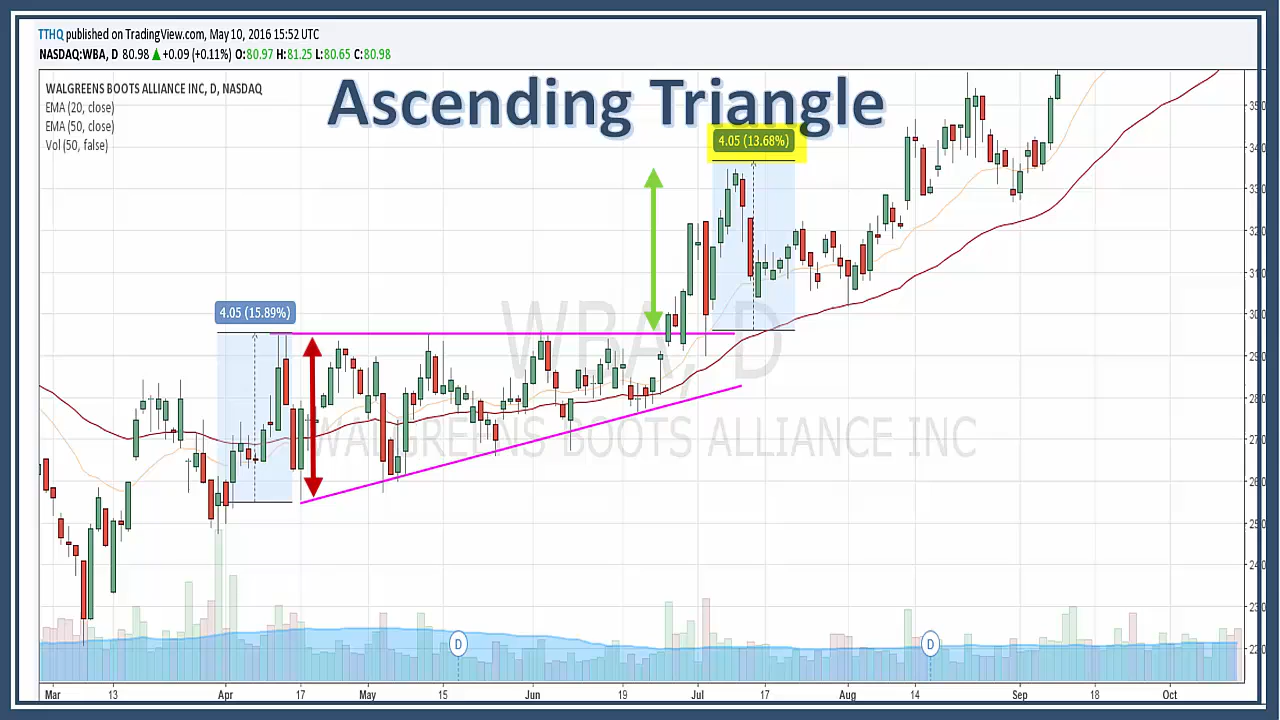 TTHQ published on TradingView.com, May 10, 2016 15:52 UTC
NASDAQ:WBA, D 80.98 ▲ +0.09 (+0.11%) O:80.97 H:81.25 L:80.65 C:80.98
WALGREENS BOOTS ALLIANCE INC, D, NASDAQ
EMA (20, close)
EMA (50, close)
Vol (50, false)
Ascending Triangle
4.05 (13.68%)
4.05 (15.89%)
WBA, D
WALGREENS BOOTS ALLIANCE INC
D
D
Mar 13 Apr 17 May 15 Jun 19 Jul 17 Aug 14 Sep 18 Oct